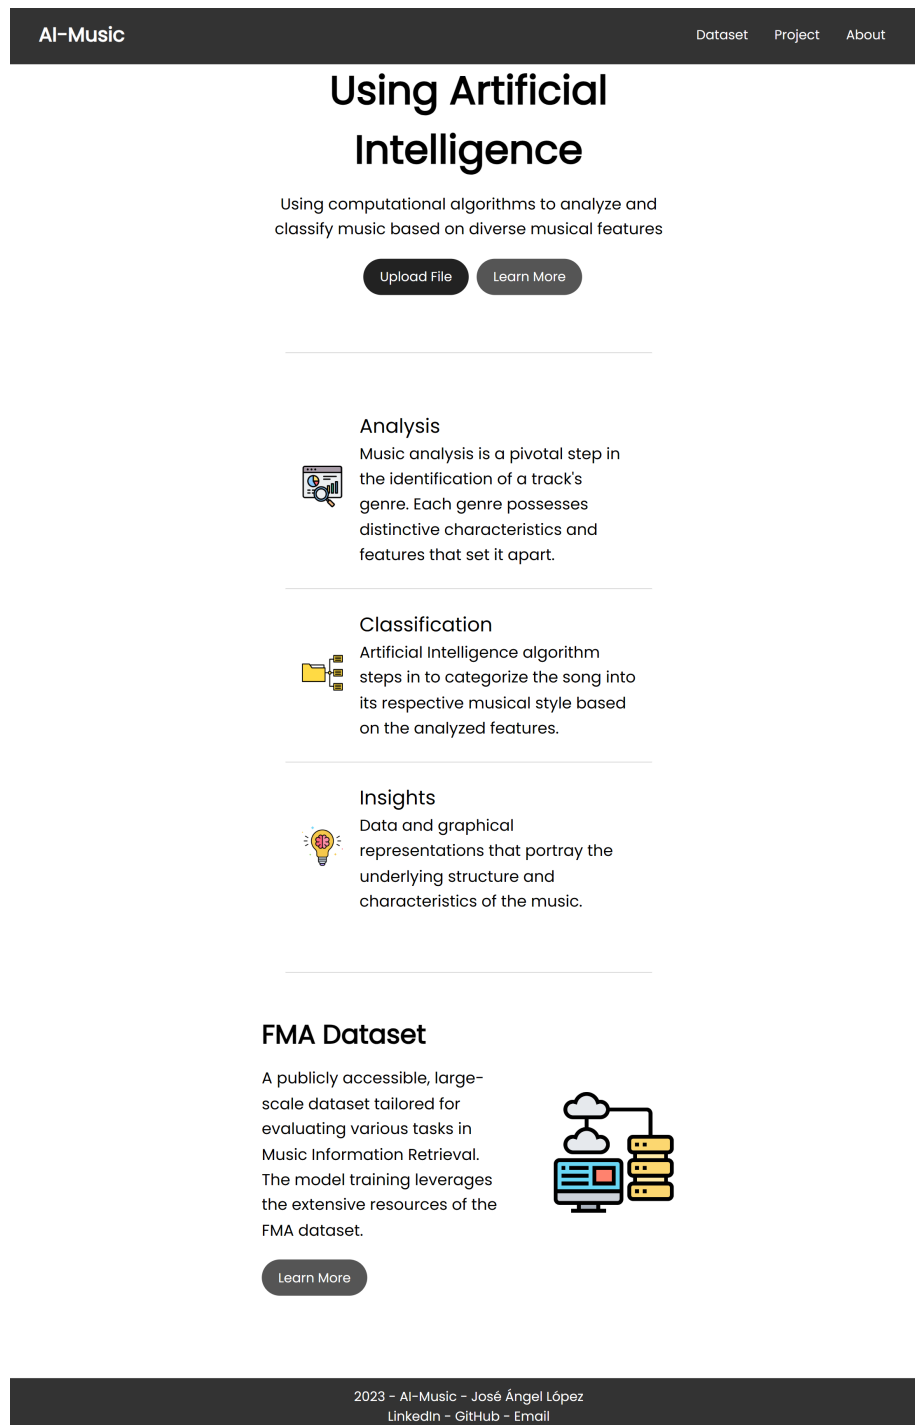 AI-Music
Dataset
Project
About
Using Artificial
Intelligence
Using computational algorithms to analyze and
classify music based on diverse musical features
Upload File
Learn More
Analysis
Music analysis is a pivotal step in
the identification of a track's
genre. Each genre possesses
distinctive characteristics and
features that set it apart.
Classification
Artificial Intelligence algorithm
steps in to categorize the song into
its respective musical style based
on the analyzed features.
Insights
Data and graphical
representations that portray the
underlying structure and
characteristics of the music.
FMA Dataset
A publicly accessible, large-
scale dataset tailored for
evaluating various tasks in
Music Information Retrieval.
The model training leverages
the extensive resources of the
FMA dataset.
Learn More
2023 - AI-Music - José Ángel López
LinkedIn - GitHub - Email